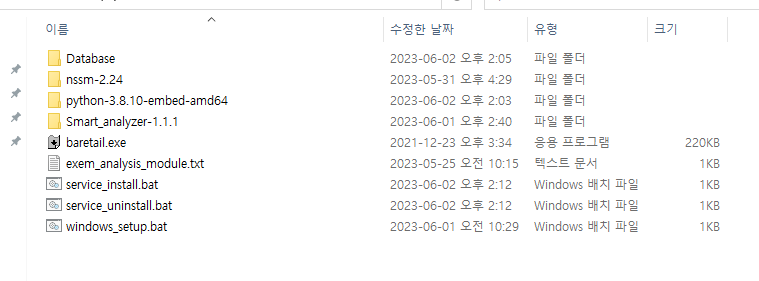 이름 수정한 날짜 유형 크기
Database 2023-06-02 오후 2:05 파일 폴더
nssm-2.24 2023-05-31 오후 4:29 파일 폴더
python-3.8.10-embed-amd64 2023-06-02 오후 2:03 파일 폴더
Smart_analyzer-1.1.1 2023-06-01 오후 2:40 파일 폴더
baretail.exe 2021-12-23 오후 3:34 응용 프로그램 220KB
exem_analysis_module.txt 2023-05-25 오전 10:15 텍스트 문서 1KB
service_install.bat 2023-06-02 오후 2:12 Windows 배치 파일 1KB
service_uninstall.bat 2023-06-02 오후 2:12 Windows 배치 파일 1KB
windows_setup.bat 2023-06-01 오전 10:29 Windows 배치 파일 1KB